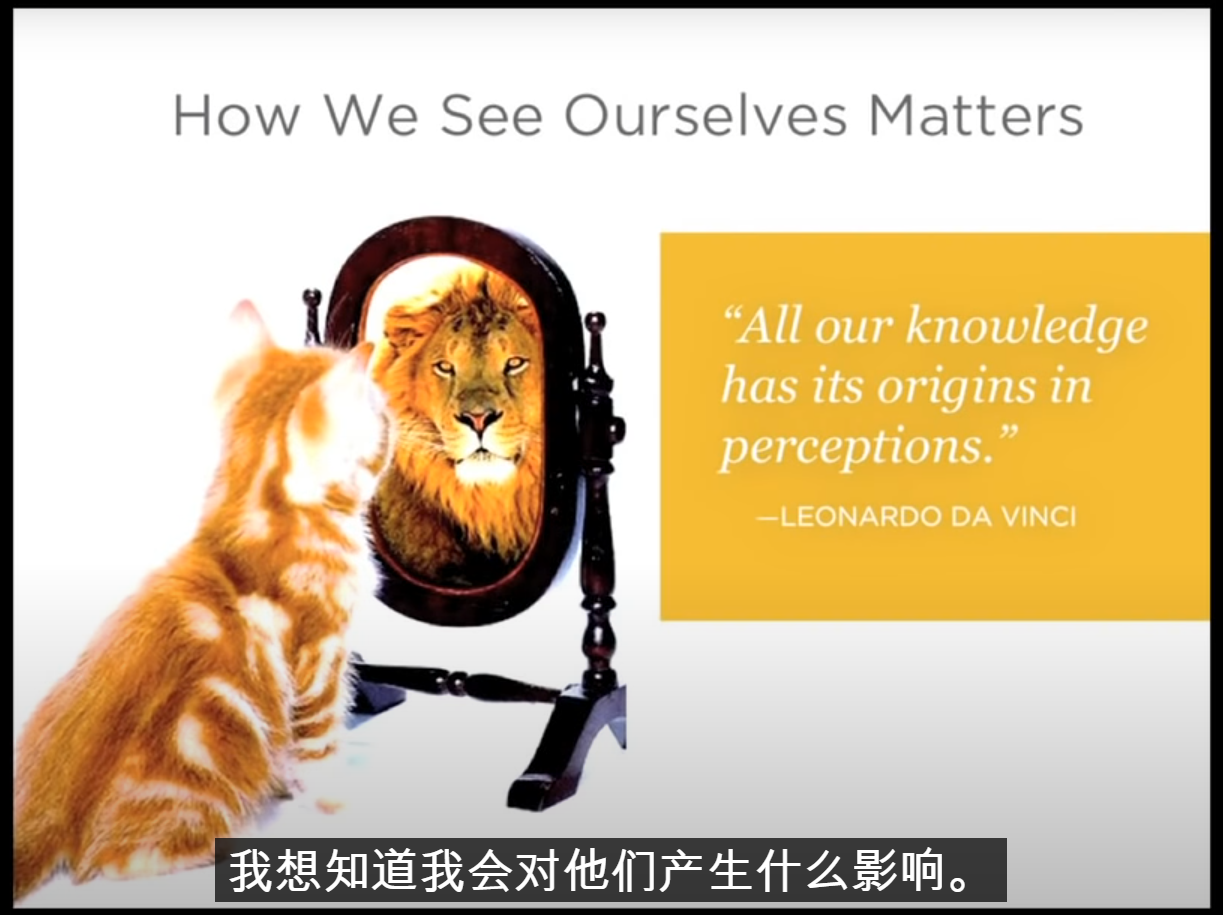 How We See Ourselves Matters
“All our knowledge
has its origins in
perceptions.”
—LEONARDO DA VINCI
我想知道我会对他们产生什么影响。